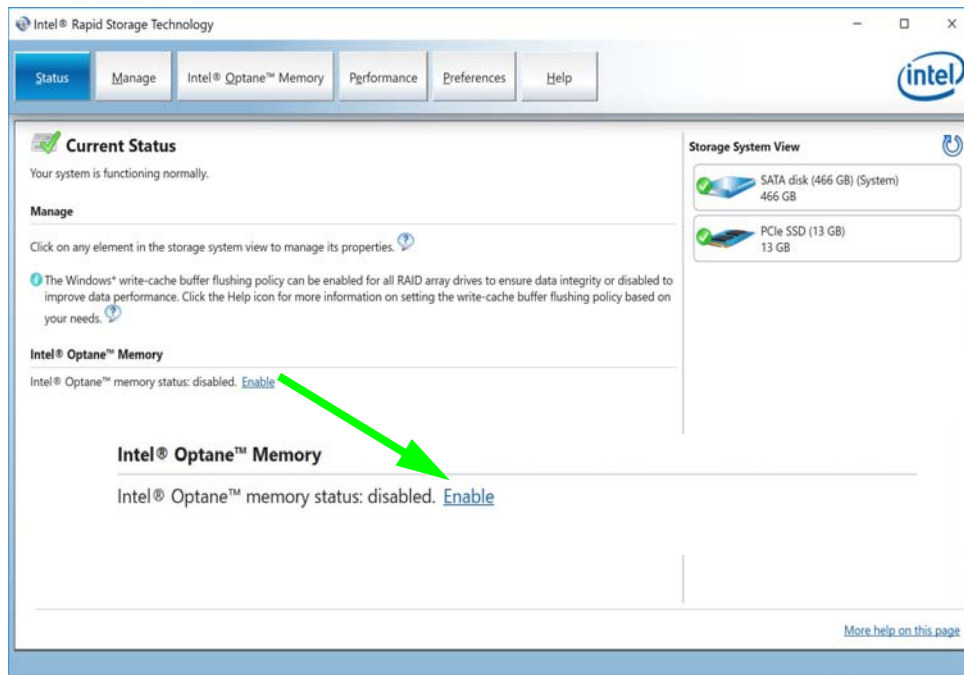 Intel® Rapid Storage Technology
Status
Manage
Intel® Optane™ Memory
Performance
Preferences
Help
intel
Current Status
Your system is functioning normally.
Manage
Click on any element in the storage system view to manage its properties.
The Windows* write-cache buffer flushing policy can be enabled for all RAID array drives to ensure data integrity or disabled to
improve data performance. Click the Help icon for more information on setting the write-cache buffer flushing policy based on
your needs.
Intel® Optane™ Memory
Intel® Optane™ memory status: disabled. Enable
Intel® Optane™ Memory
Intel® Optane™ memory status: disabled. Enable
Storage System View
SATA disk (466 GB) (System)
466 GB
PCIe SSD (13 GB)
13 GB
More help on this page